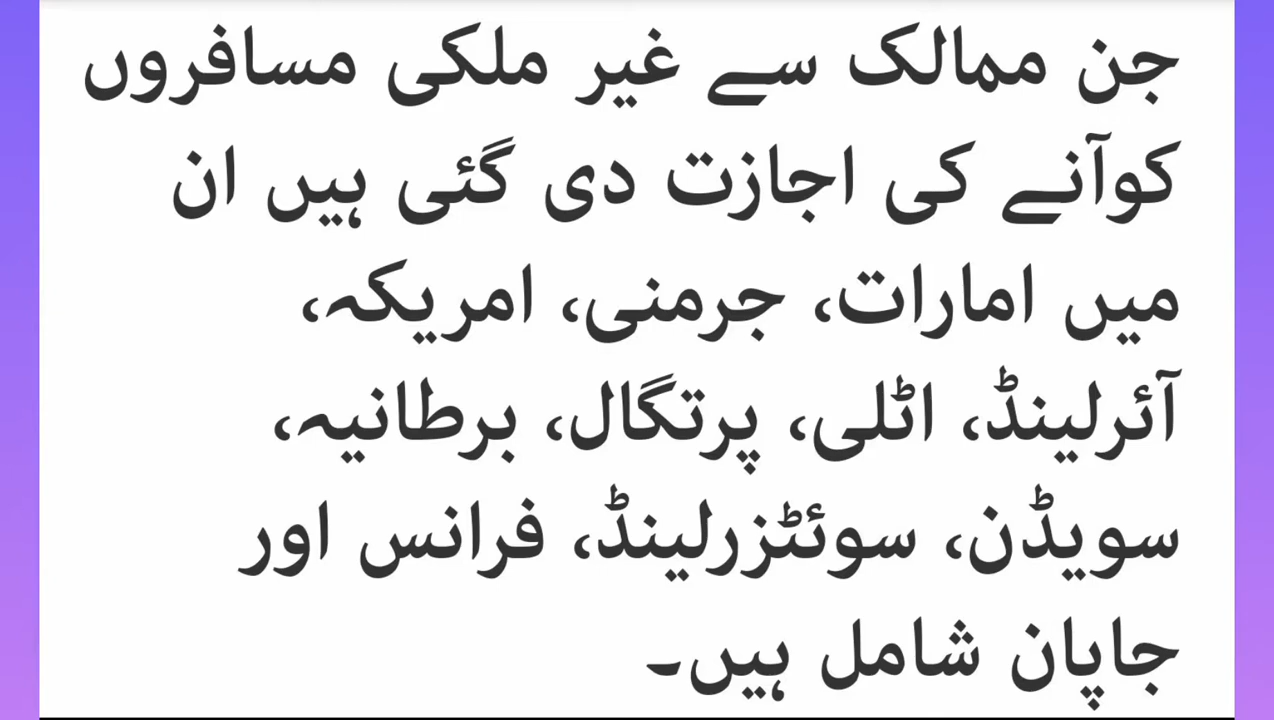 جن ممالک سے غیر ملکی مسافروں
کوآنے کی اجازت دی گئی ہیں ان
میں امارات، جرمنی، امریکہ،
آئرلینڈ، اٹلی، پرتگال، برطانیہ،
سویڈن، سوئٹزرلینڈ، فرانس اور
جاپان شامل ہیں۔